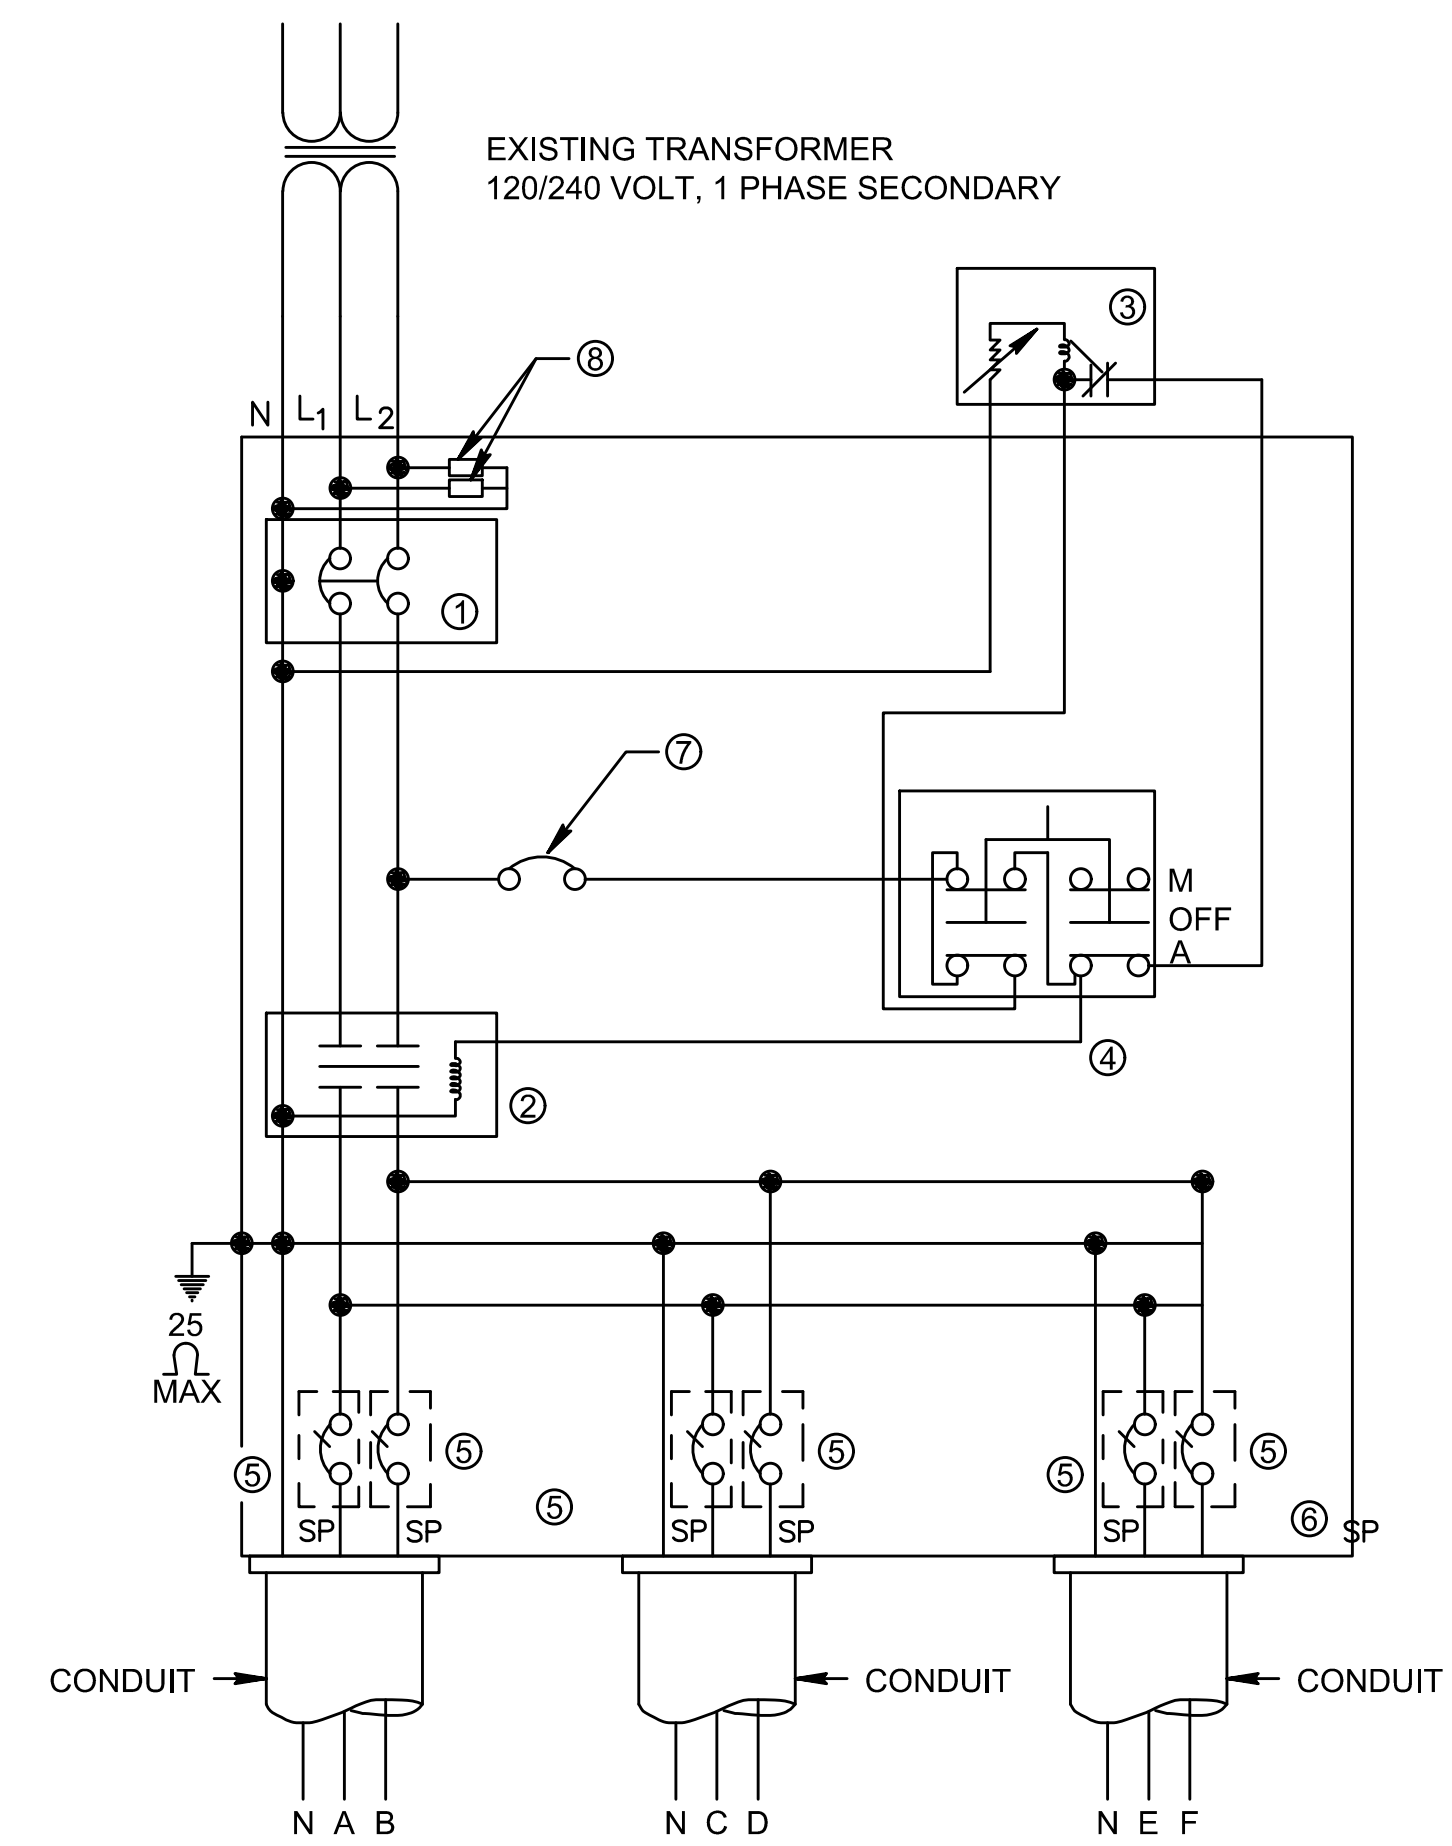 EXISTING TRANSFORMER
120/240 VOLT, 1 PHASE SECONDARY
3
8
N L1 L2
1
7
M
OFF
A
4
2
25
Ω
MAX
5 5 5 5 5
5
6
SP SP SP SP SP SP
CONDUIT CONDUIT CONDUIT
N A B N C D N E F